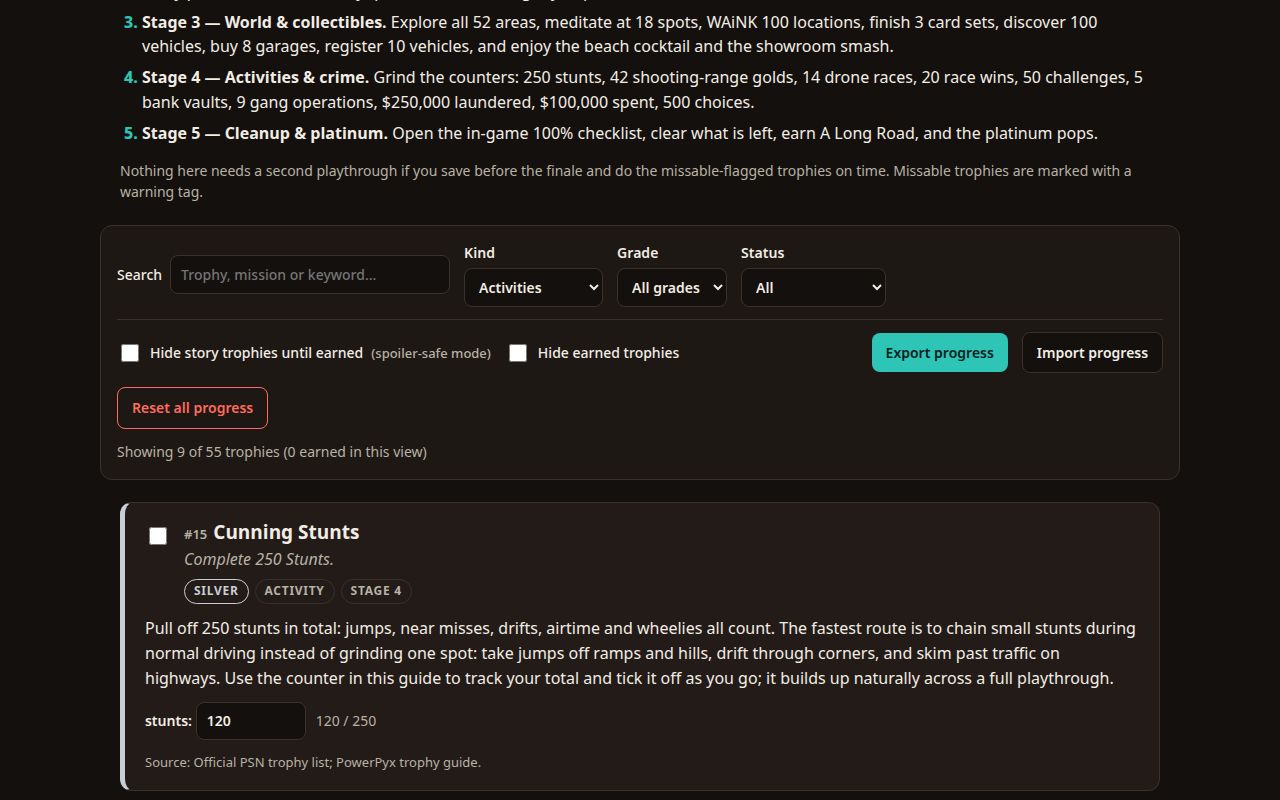 3. Stage 3 — World & collectibles. Explore all 52 areas, meditate at 18 spots, WAiNK 100 locations, finish 3 card sets, discover 100
vehicles, buy 8 garages, register 10 vehicles, and enjoy the beach cocktail and the showroom smash.
4. Stage 4 — Activities & crime. Grind the counters: 250 stunts, 42 shooting-range golds, 14 drone races, 20 race wins, 50 challenges, 5
bank vaults, 9 gang operations, $250,000 laundered, $100,000 spent, 500 choices.
5. Stage 5 — Cleanup & platinum. Open the in-game 100% checklist, clear what is left, earn A Long Road, and the platinum pops.
Nothing here needs a second playthrough if you save before the finale and do the missable-flagged trophies on time. Missable trophies are marked with a
warning tag.
Kind Grade Status
Search Trophy, mission or keyword... Activities All grades All
Hide story trophies until earned (spoiler-safe mode) Hide earned trophies Export progress Import progress
Reset all progress
Showing 9 of 55 trophies (0 earned in this view)
#15 Cunning Stunts
Complete 250 Stunts.
SILVER ACTIVITY STAGE 4
Pull off 250 stunts in total: jumps, near misses, drifts, airtime and wheelies all count. The fastest route is to chain small stunts during
normal driving instead of grinding one spot: take jumps off ramps and hills, drift through corners, and skim past traffic on
highways. Use the counter in this guide to track your total and tick it off as you go; it builds up naturally across a full playthrough.
stunts: 120 120 / 250
Source: Official PSN trophy list; PowerPyx trophy guide.